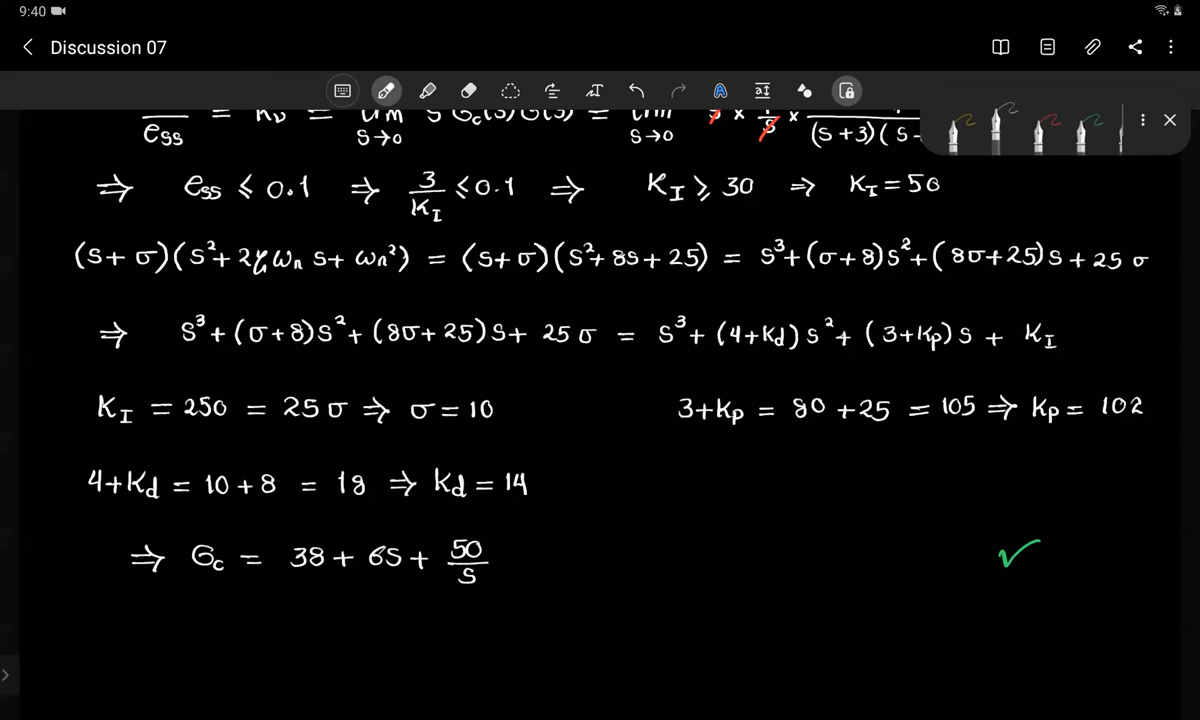 9:40
Discussion 07
ess = lim S→0 S Gc(S) G(S) = lim S→0 × 1/s × (S+3)(S
⇒ ess ≤ 0.1 ⇒ 3/KI ≤ 0.1 ⇒ KI ≥ 30 ⇒ KI = 50
(S+σ)(S²+2ζωn S+ωn²) = (S+σ)(S²+8S+25) = S³+(σ+8)S²+(8σ+25)S+25σ
⇒ S³+(σ+8)S²+(8σ+25)S+25σ = S³+(4+Kd)S²+(3+Kp)S+KI
KI = 250 = 25σ ⇒ σ = 10 3+Kp = 80+25 = 105 ⇒ Kp = 102
4+Kd = 10+8 = 18 ⇒ Kd = 14
⇒ Gc = 38+6S+50/S